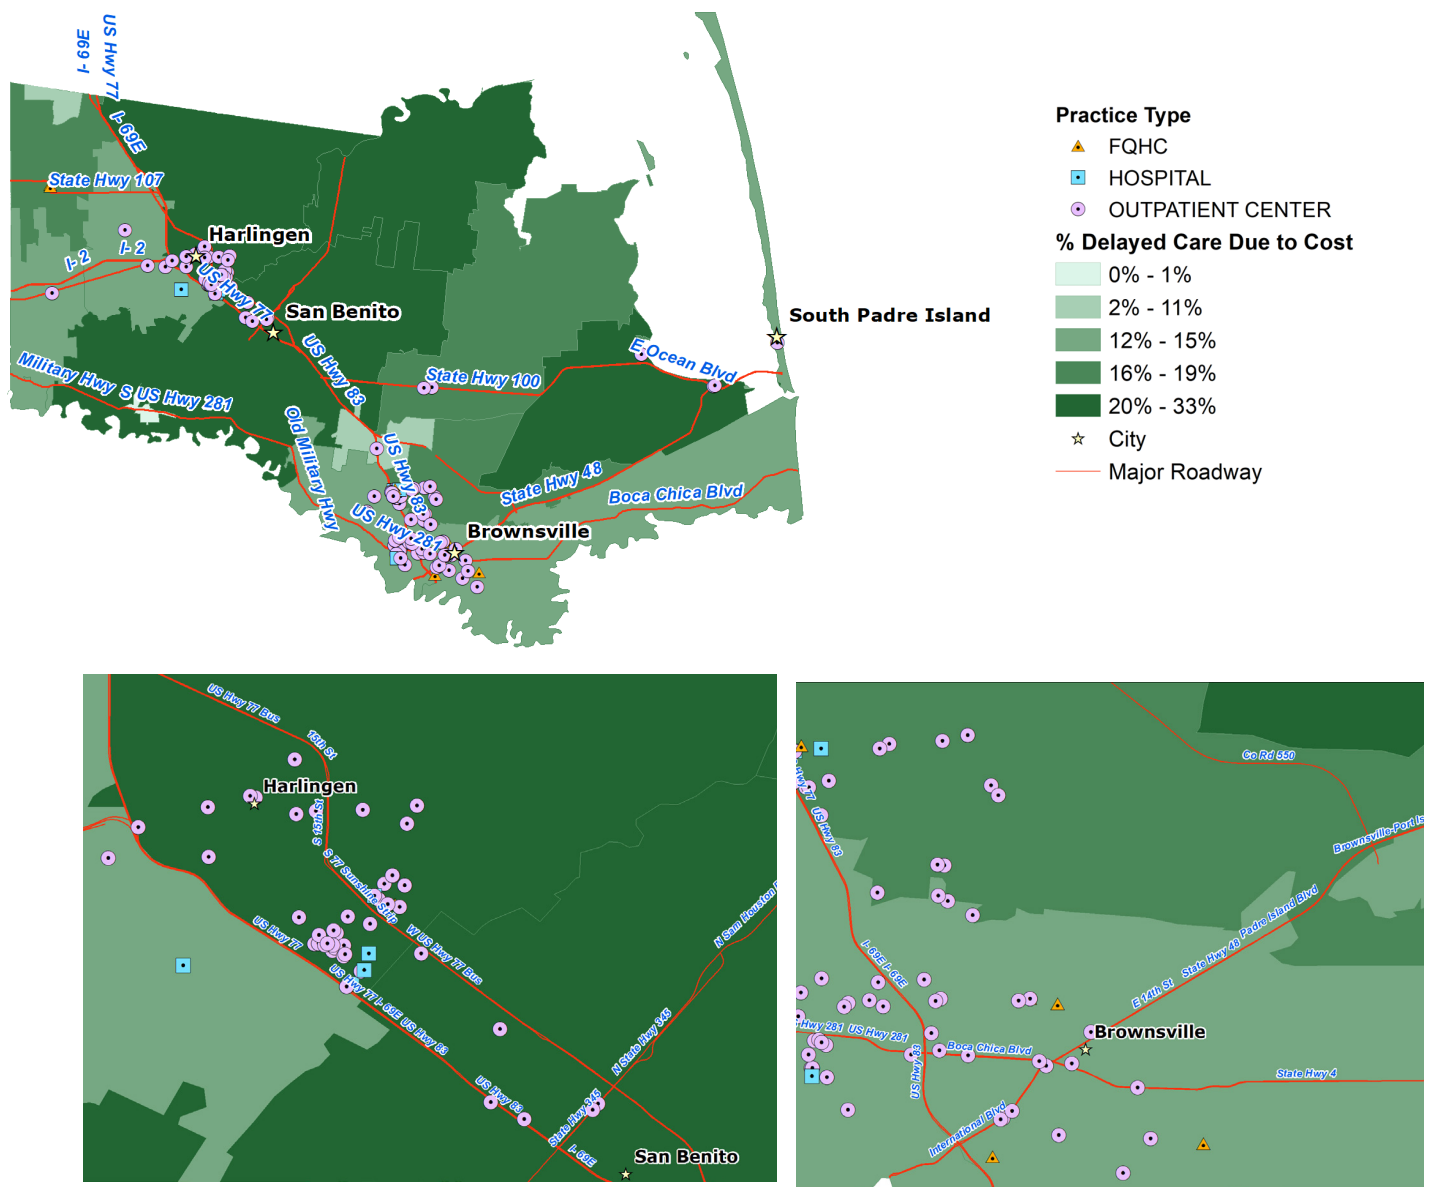 I- 69E
US Hwy 77
I- 69E
State Hwy 107
Harlingen
I- 2
I- 2
US Hwy 77
San Benito
South Padre Island
E Ocean Blvd
US Hwy 83
State Hwy 100
Military Hwy S US Hwy 281
Old Military Hwy
US Hwy 83
State Hwy 48
Boca Chica Blvd
US Hwy 281
Brownsville
Practice Type
FQHC
HOSPITAL
OUTPATIENT CENTER
% Delayed Care Due to Cost
0% - 1%
2% - 11%
12% - 15%
16% - 19%
20% - 33%
City
Major Roadway
US Hwy 77 Bus
15th St
Harlingen
S 15th St
S 77 Sunshine Strip
US Hwy 77
W US Hwy 77 Bus
N Sam Houston
US Hwy 77 I- 69E US Hwy 83
N State Hwy 345
US Hwy 83
State Hwy 345
I- 69E
San Benito
Co Rd 550
Hwy 77 US Hwy 83
Brownsville-Port Is
I- 69E I- 69E
E 14th St State Hwy 48 Padre Island Blvd
Hwy 281 US Hwy 281
Brownsville
Boca Chica Blvd
US Hwy 83
State Hwy 4
International Blvd